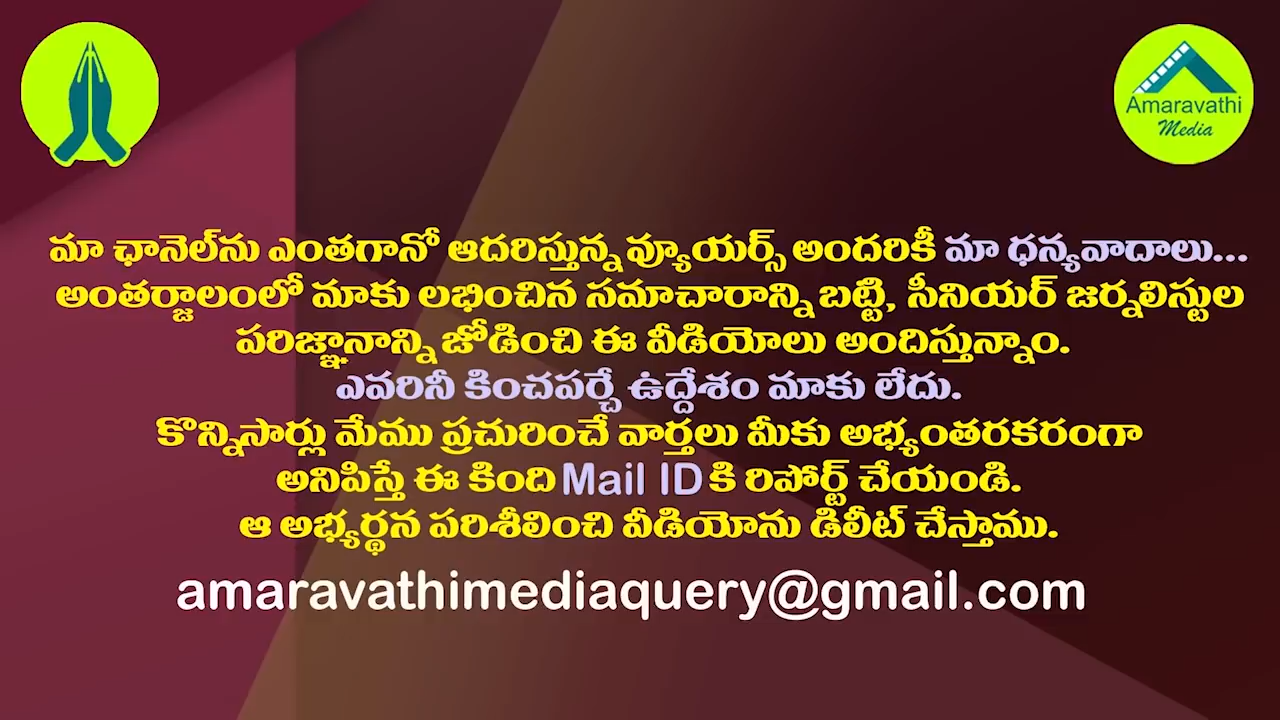 Amaravathi
Media
మా ఛానెల్‌ను ఎంతగానో ఆదరిస్తున్న వ్యూయర్స్ అందరికీ మా ధన్యవాదాలు...
అంతర్జాలంలో మాకు లభించిన సమాచారాన్ని బట్టి, సీనియర్ జర్నలిస్టుల
పరిజ్ఞానాన్ని జోడించి ఈ వీడియోలు అందిస్తున్నాం.
ఎవరినీ కించపర్చే ఉద్దేశం మాకు లేదు.
కొన్నిసార్లు మేము ప్రచురించే వార్తలు మీకు అభ్యంతరకరంగా
అనిపిస్తే ఈ కింది Mail ID కి రిపోర్ట్ చేయండి.
ఆ అభ్యర్థన పరిశీలించి వీడియోను డిలీట్ చేస్తాము.
amaravathimediaquery@gmail.com